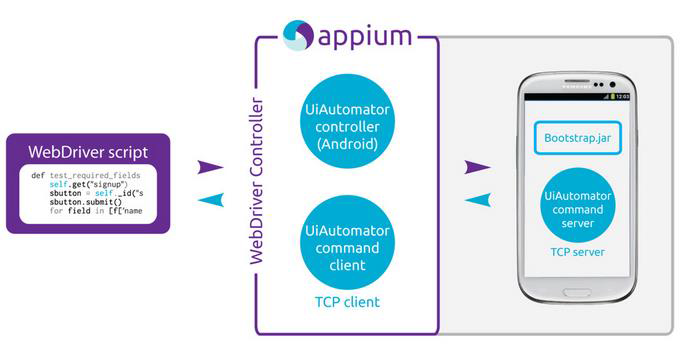 appium
WebDriver script
def test_required_fields
self.get("signup")
sbutton = self._id("s
sbutton.submit()
for field in [f['name
WebDriver Controller
UiAutomator
controller
(Android)
UiAutomator
command
client
TCP client
SAMSUNG
12:03
Bootstrap.jar
UiAutomator
command
server
TCP server